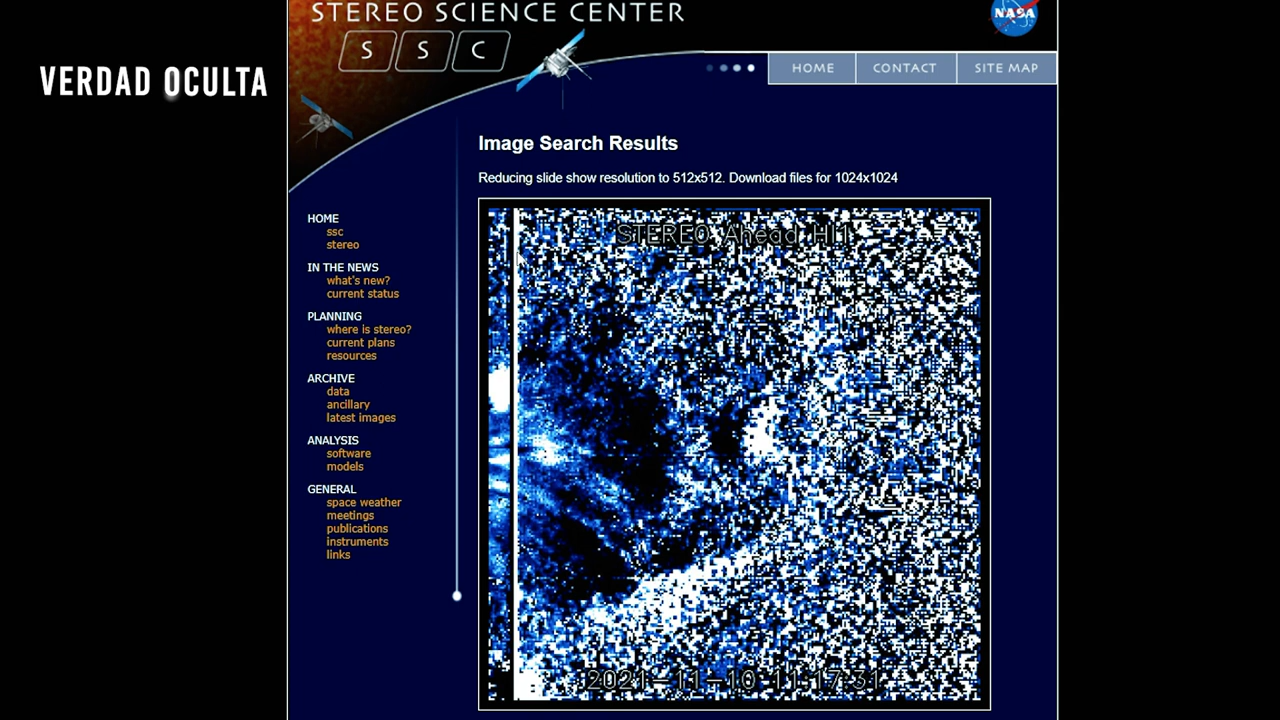 STEREO SCIENCE CENTER
NASA
S S C
VERDAD OCULTA
HOME CONTACT SITE MAP
Image Search Results
Reducing slide show resolution to 512x512. Download files for 1024x1024
HOME
ssc
stereo
IN THE NEWS
what's new?
current status
PLANNING
where is stereo?
current plans
resources
ARCHIVE
data
ancillary
latest images
ANALYSIS
software
models
GENERAL
space weather
meetings
publications
instruments
links
STEREO Ahead HI1
2021-11-10 11:17:31